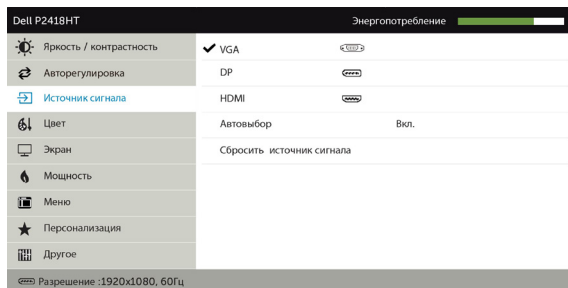 Dell P2418HT
Энергопотребление
Яркость / контрастность
VGA
Авторегулировка
DP
Источник сигнала
HDMI
Цвет
Автовыбор Вкл.
Экран
Сбросить источник сигнала
Мощность
Меню
Персонализация
Другое
Разрешение :1920x1080, 60Гц